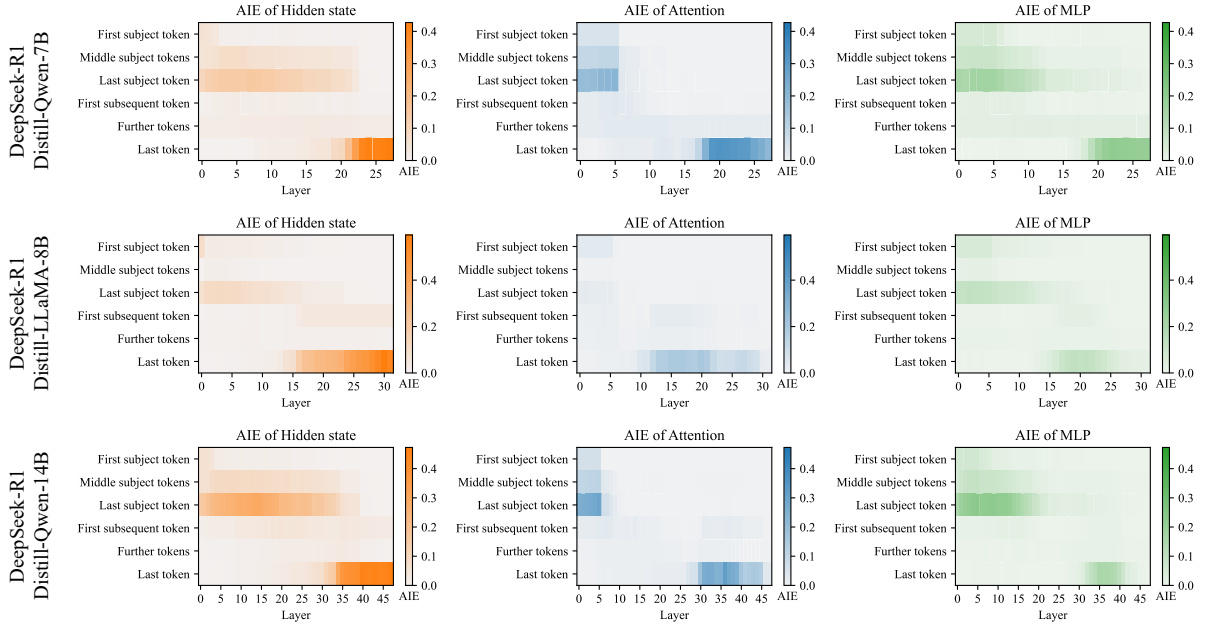 DeepSeek-R1
Distill-Qwen-7B
AIE of Hidden state
First subject token
Middle subject tokens
Last subject token
First subsequent token
Further tokens
Last token
0 5 10 15 20 25
Layer
0.4
0.3
0.2
0.1
0.0
AIE
AIE of Attention
First subject token
Middle subject tokens
Last subject token
First subsequent token
Further tokens
Last token
0 5 10 15 20 25
Layer
0.4
0.3
0.2
0.1
0.0
AIE
AIE of MLP
First subject token
Middle subject tokens
Last subject token
First subsequent token
Further tokens
Last token
0 5 10 15 20 25
Layer
0.4
0.3
0.2
0.1
0.0
AIE
DeepSeek-R1
Distill-LLaMA-8B
AIE of Hidden state
First subject token
Middle subject tokens
Last subject token
First subsequent token
Further tokens
Last token
0 5 10 15 20 25 30
Layer
0.4
0.2
0.0
AIE
AIE of Attention
First subject token
Middle subject tokens
Last subject token
First subsequent token
Further tokens
Last token
0 5 10 15 20 25 30
Layer
0.4
0.2
0.0
AIE
AIE of MLP
First subject token
Middle subject tokens
Last subject token
First subsequent token
Further tokens
Last token
0 5 10 15 20 25 30
Layer
0.4
0.2
0.0
AIE
DeepSeek-R1
Distill-Qwen-14B
AIE of Hidden state
First subject token
Middle subject tokens
Last subject token
First subsequent token
Further tokens
Last token
0 5 10 15 20 25 30 35 40 45
Layer
0.4
0.3
0.2
0.1
0.0
AIE
AIE of Attention
First subject token
Middle subject tokens
Last subject token
First subsequent token
Further tokens
Last token
0 5 10 15 20 25 30 35 40 45
Layer
0.4
0.3
0.2
0.1
0.0
AIE
AIE of MLP
First subject token
Middle subject tokens
Last subject token
First subsequent token
Further tokens
Last token
0 5 10 15 20 25 30 35 40 45
Layer
0.4
0.3
0.2
0.1
0.0
AIE